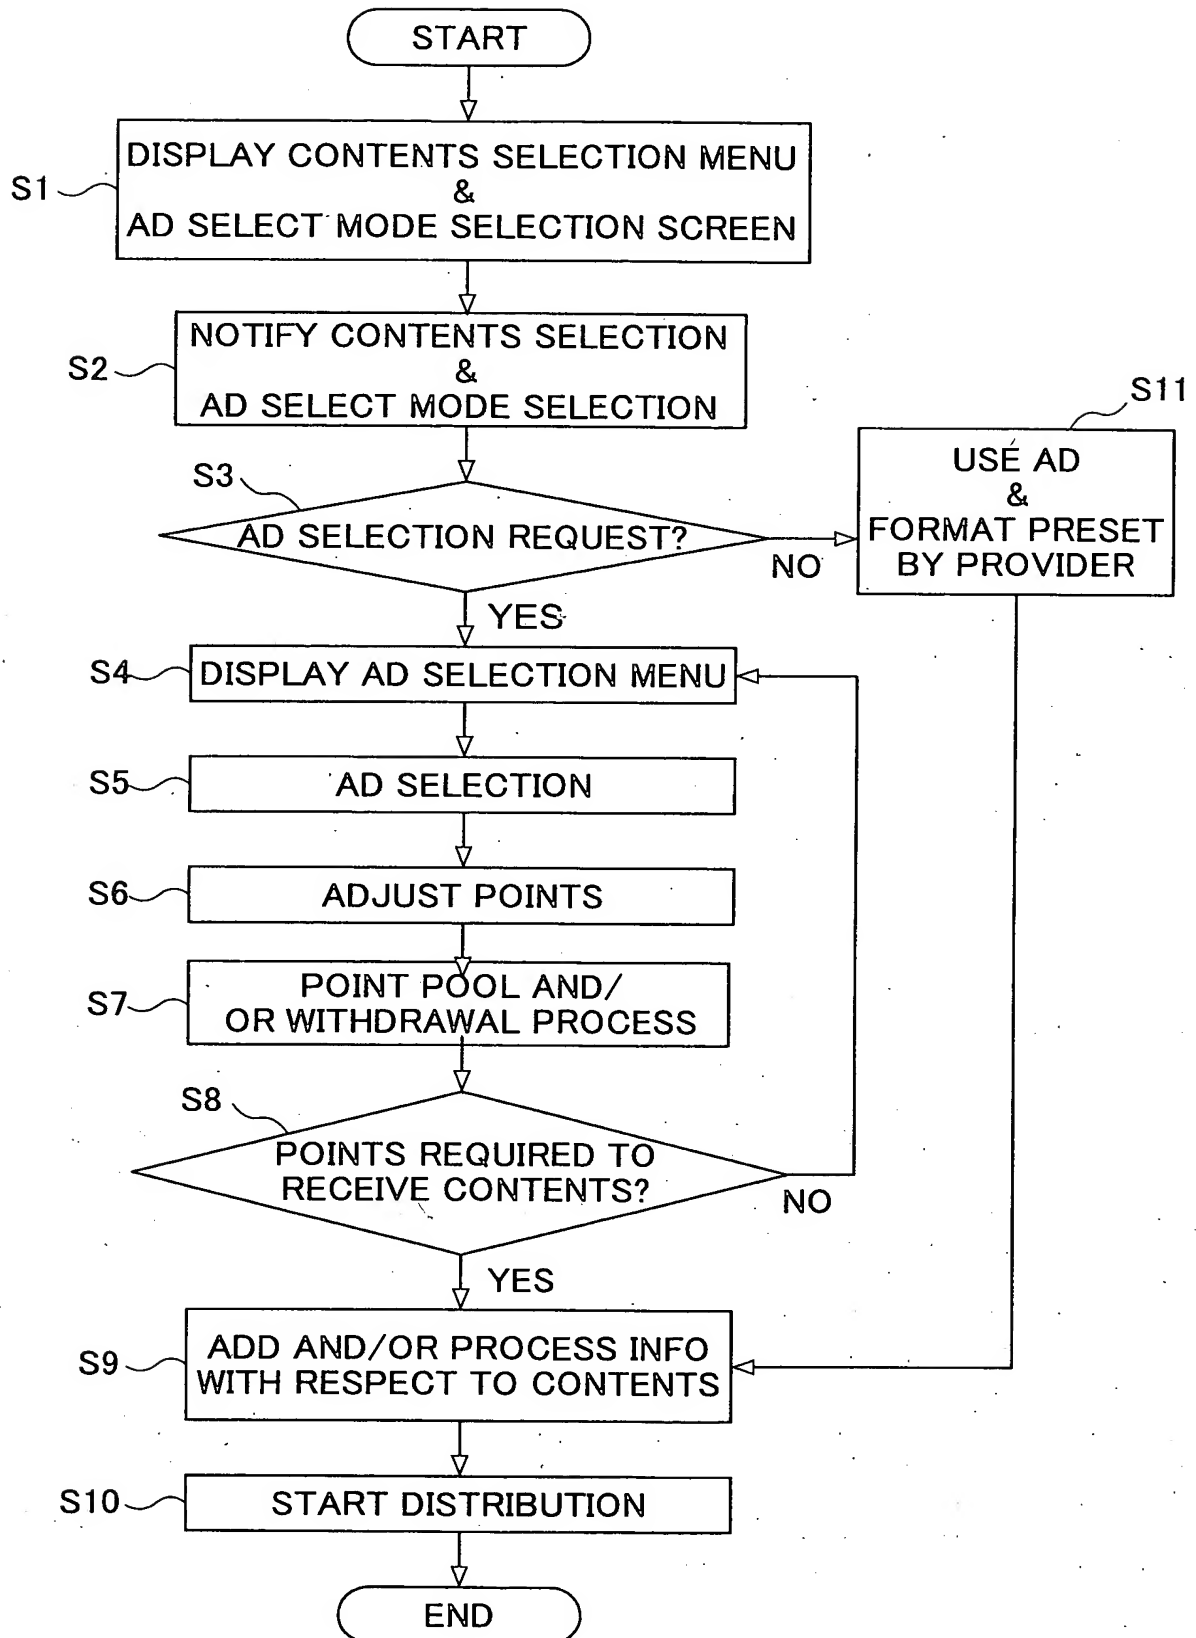 START
S1
DISPLAY CONTENTS SELECTION MENU
&
AD SELECT MODE SELECTION SCREEN
S2
NOTIFY CONTENTS SELECTION
&
AD SELECT MODE SELECTION
S11
USE AD
&
FORMAT PRESET
BY PROVIDER
S3
AD SELECTION REQUEST?
NO
YES
S4
DISPLAY AD SELECTION MENU
S5
AD SELECTION
S6
ADJUST POINTS
S7
POINT POOL AND/
OR WITHDRAWAL PROCESS
S8
POINTS REQUIRED TO
RECEIVE CONTENTS?
NO
YES
S9
ADD AND/OR PROCESS INFO
WITH RESPECT TO CONTENTS
S10
START DISTRIBUTION
END